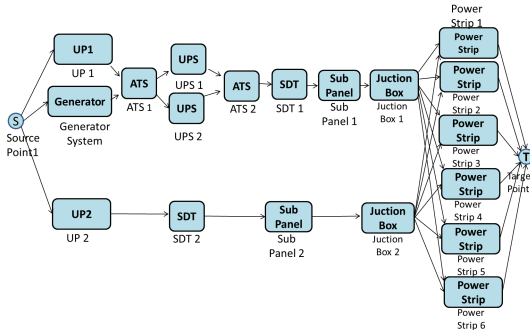 Power
Strip 1
UP1
UP 1
Generator
Generator
System
S
Source
Point1
ATS
ATS 1
UPS
UPS 1
UPS
UPS 2
ATS
ATS 2
SDT
SDT 1
Sub
Panel
Sub
Panel 1
Juction
Box
Juction
Box 1
Power
Strip
Power
Strip
Power
Strip 2
Power
Strip
Power
Strip 3
T
Target
Point
Power
Strip
Power
Strip 4
UP2
UP 2
SDT
SDT 2
Sub
Panel
Sub
Panel 2
Juction
Box
Juction
Box 2
Power
Strip
Power
Strip 5
Power
Strip
Power
Strip 6